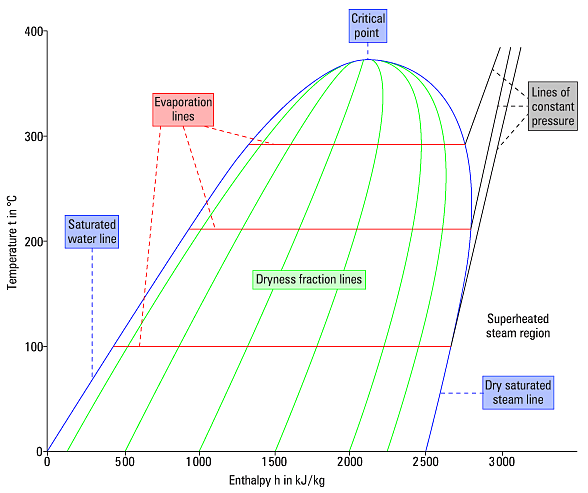 Critical
point
400
Evaporation
lines
Lines of
constant
pressure
300
Temperature t in °C
Saturated
water line
200
Dryness fraction lines
Superheated
steam region
100
Dry saturated
steam line
0
0 500 1000 1500 2000 2500 3000
Enthalpy h in kJ/kg